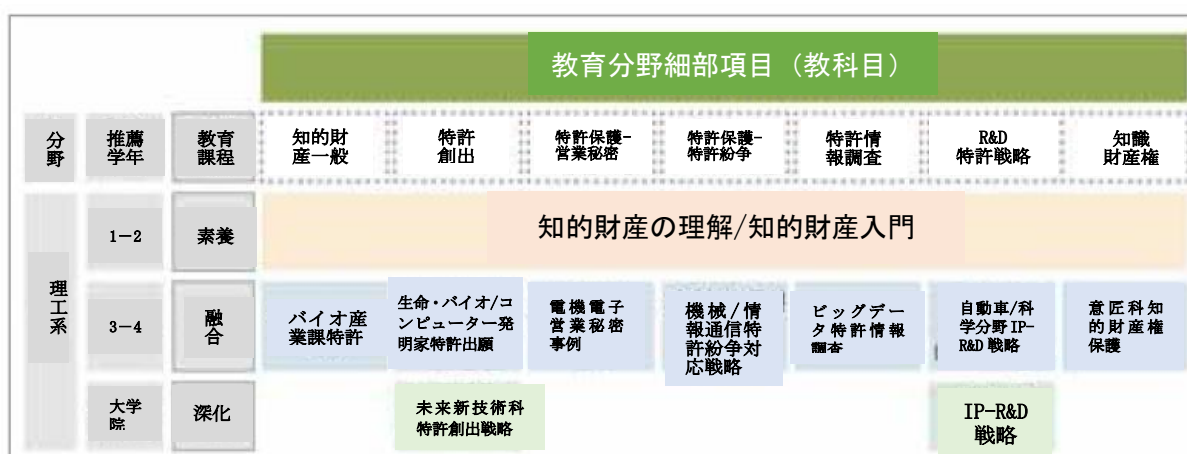 教育分野細部項目（教科目）
分
野
推薦
学年
教育
課程
知的財
産一般
特許
創出
特許保護-
営業秘密
特許保護-
特許紛争
特許情
報調査
R&D
特許戦略
知識
財産権
理
工
系
1-2
素養
知的財産の理解/知的財産入門
3-4
融
合
バイオ産
業課特許
生命・バイオ/コ
ンピューター発
明家特許出願
電機電子
営業秘密
事例
機械/情
報通信特
許紛争対
応戦略
ビッグデー
タ特許情報
調査
自動車/科
学分野IP-
R&D戦略
意匠科知
的財産権
保護
大学
院
深化
未来新技術科
特許創出戦略
IP-R&D
戦略